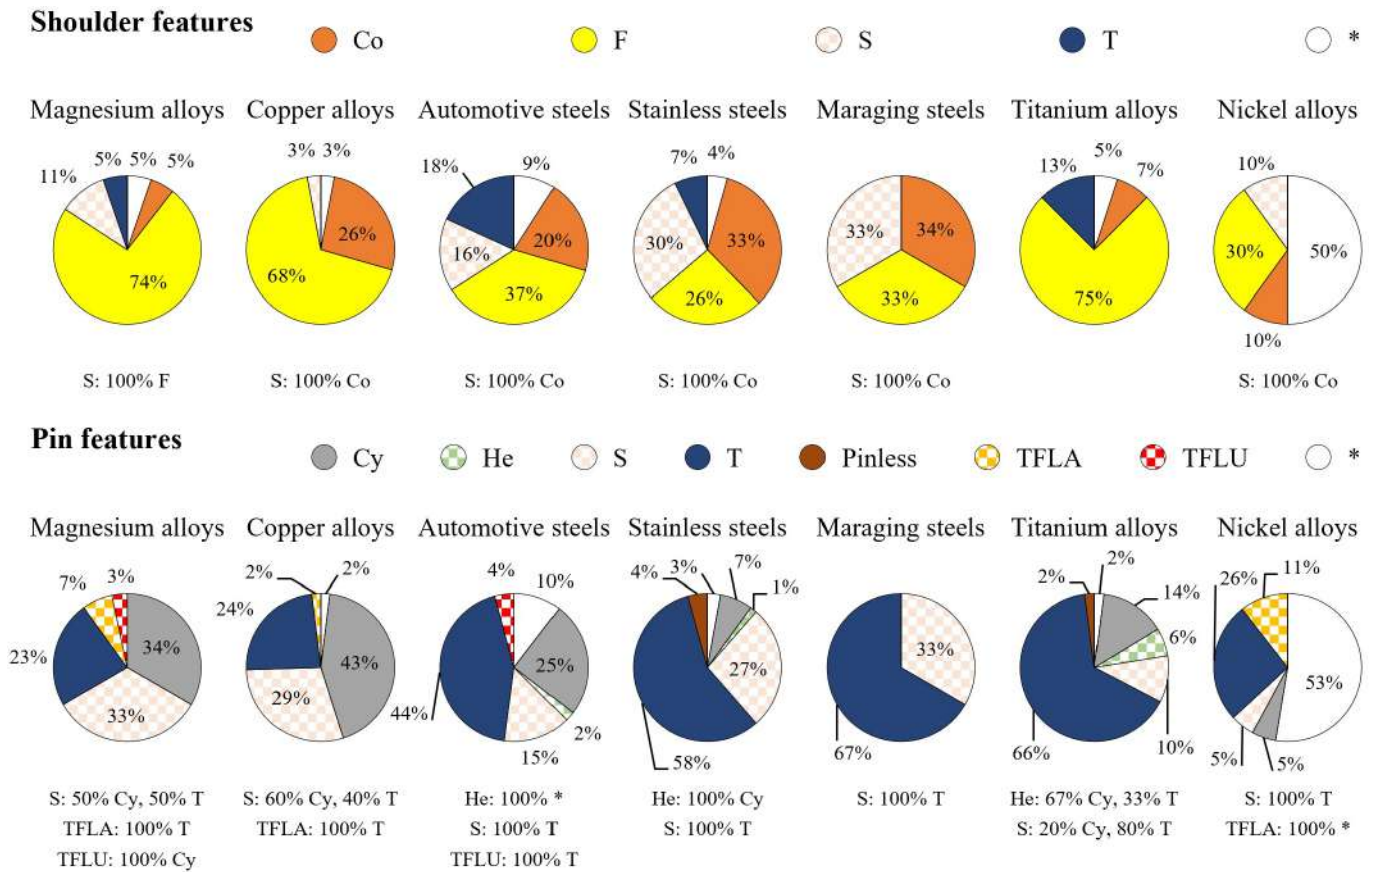 Shoulder features
Co F S T *
Magnesium alloys Copper alloys Automotive steels Stainless steels Maraging steels Titanium alloys Nickel alloys
11% 5% 5% 5% 74%
3% 3% 26% 68%
18% 9% 20% 16% 37%
7% 4% 33% 30% 26%
33% 34% 33%
13% 5% 7% 75%
10% 50% 30% 10%
S: 100% F S: 100% Co S: 100% Co S: 100% Co S: 100% Co S: 100% Co
Pin features
Cy He S T Pinless TFLA TFLU *
Magnesium alloys Copper alloys Automotive steels Stainless steels Maraging steels Titanium alloys Nickel alloys
7% 3% 34% 23% 33%
2% 2% 24% 43% 29%
4% 10% 25% 44% 2% 15%
4% 3% 7% 1% 27% 58%
33% 67%
2% 2% 14% 6% 10% 66%
26% 11% 53% 5% 5%
S: 50% Cy, 50% T S: 60% Cy, 40% T He: 100% * He: 100% Cy S: 100% T He: 67% Cy, 33% T S: 100% T
TFLA: 100% T TFLA: 100% T S: 100% T S: 100% T S: 20% Cy, 80% T TFLA: 100% *
TFLU: 100% Cy TFLU: 100% T